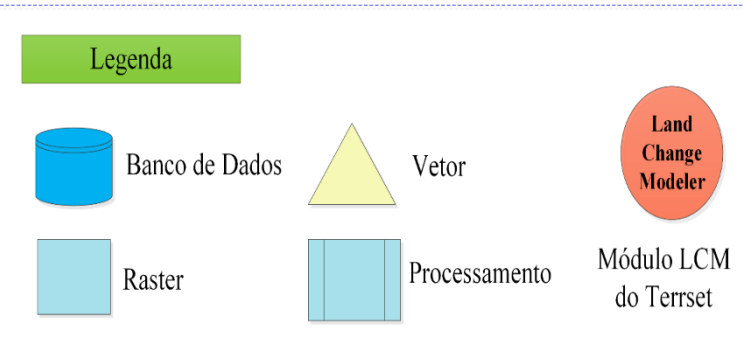 Legenda
Banco de Dados
Vetor
Land
Change
Modeler
Raster
Processamento
Módulo LCM
do Terrset